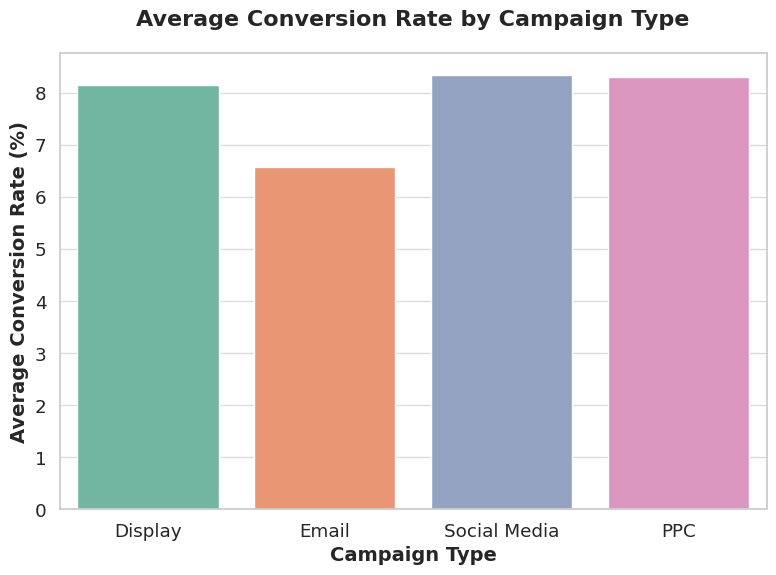 Average Conversion Rate by Campaign Type
Average Conversion Rate (%)
8
7
6
5
4
3
2
1
0
Display
Email
Social Media
PPC
Campaign Type